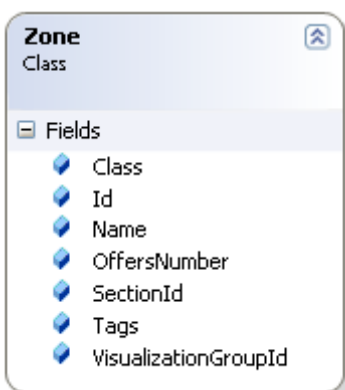 Zone
Class
Fields
Class
Id
Name
OffersNumber
SectionId
Tags
VisualizationGroupId